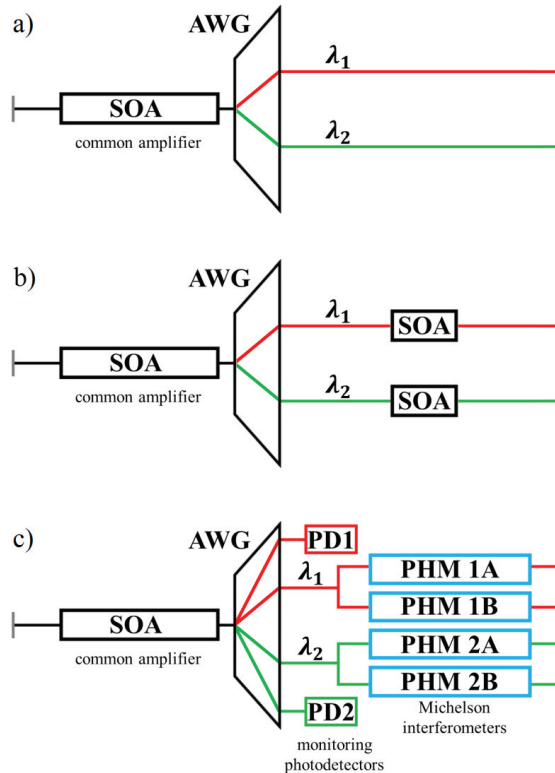 a)
AWG
λ₁
SOA
common amplifier
λ₂
b)
AWG
λ₁
SOA
SOA
common amplifier
λ₂
SOA
c)
AWG
PD1
λ₁
PHM 1A
SOA
PHM 1B
common amplifier
λ₂
PHM 2A
PHM 2B
PD2
Michelson
interferometers
monitoring
photodetectors